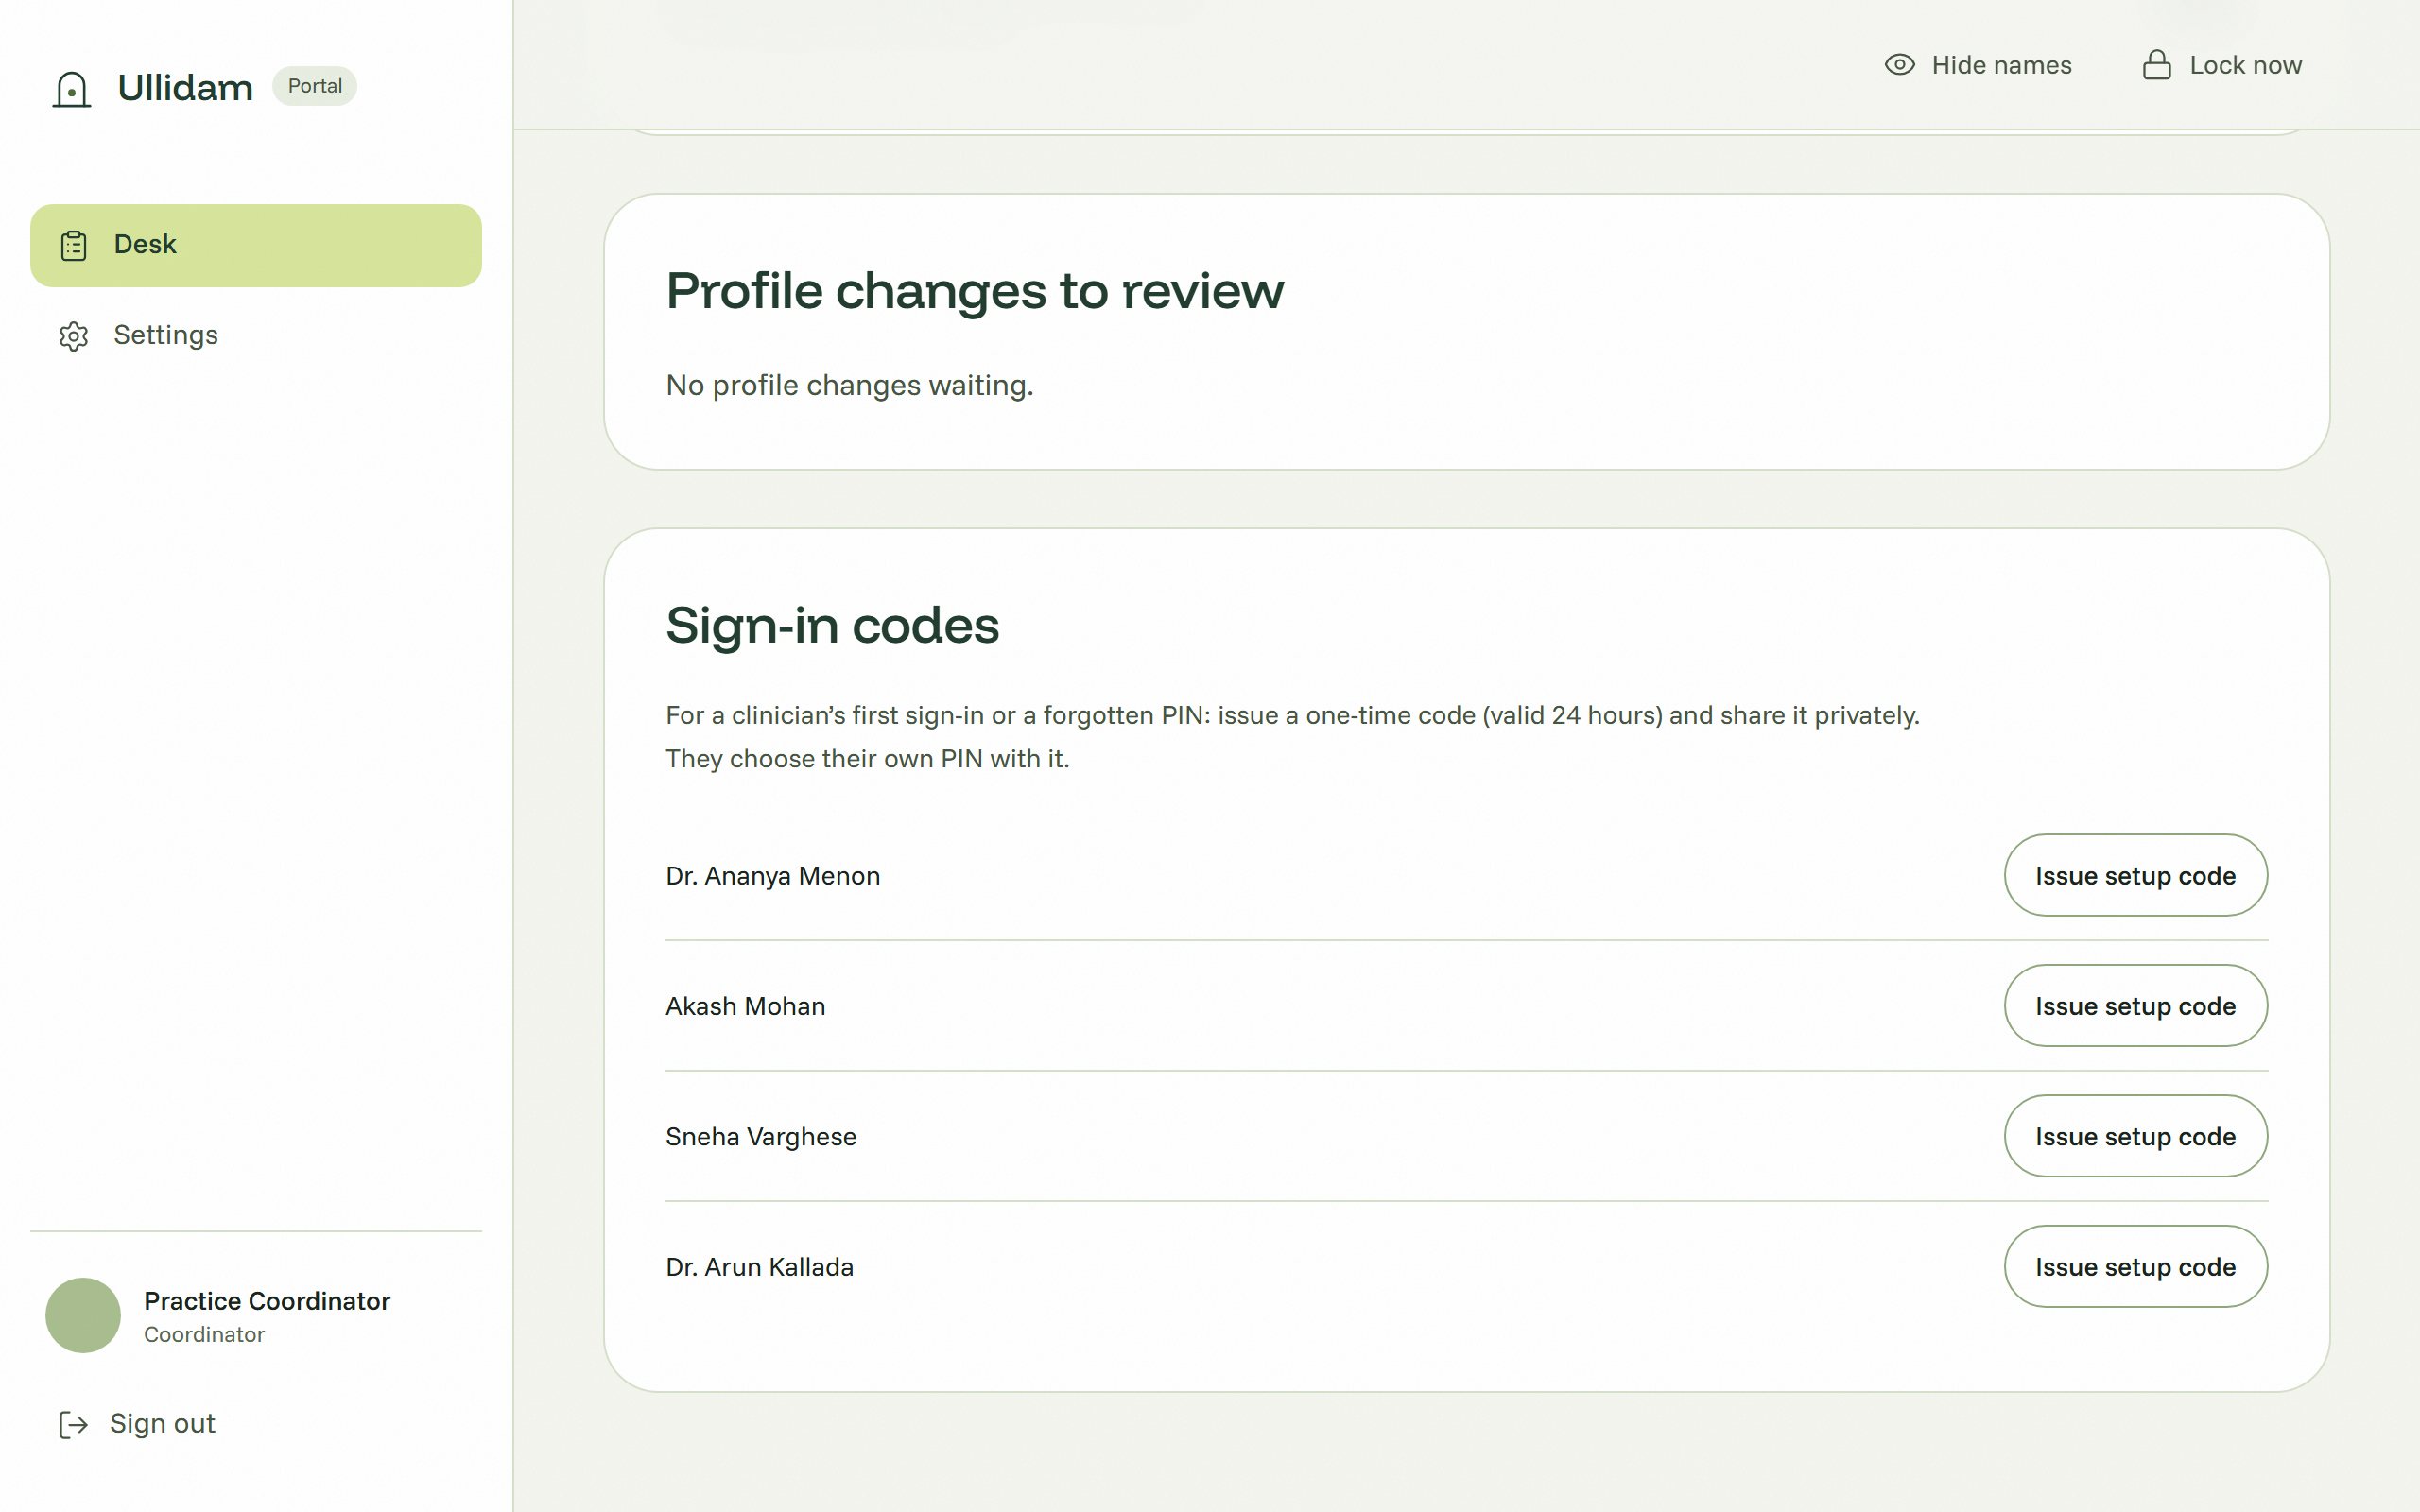 Ullidam Portal
Hide names
Lock now
Desk
Settings
Profile changes to review
No profile changes waiting.
Sign-in codes
For a clinician’s first sign-in or a forgotten PIN: issue a one-time code (valid 24 hours) and share it privately.
They choose their own PIN with it.
Dr. Ananya Menon
Issue setup code
Akash Mohan
Issue setup code
Sneha Varghese
Issue setup code
Dr. Arun Kallada
Issue setup code
Practice Coordinator
Coordinator
Sign out